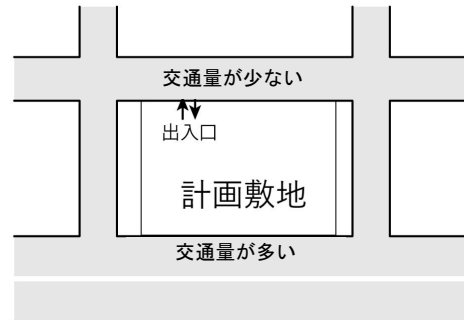 交通量が少ない
出入口
計画敷地
交通量が多い